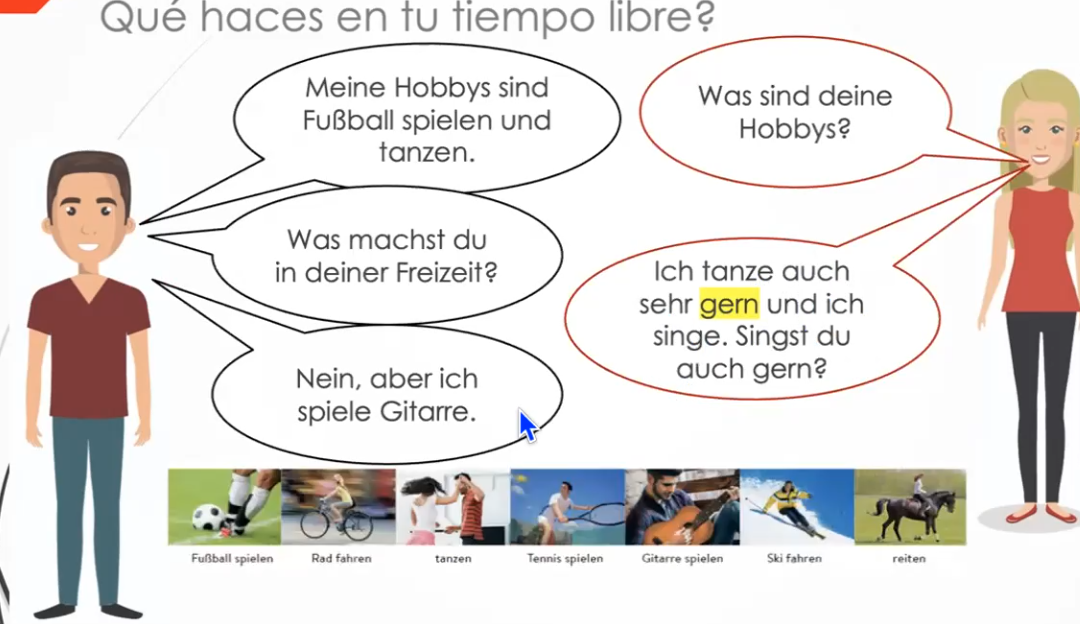 Qué haces en tu tiempo libre?
Meine Hobbys sind
Fußball spielen und
tanzen.
Was sind deine
Hobbys?
Was machst du
in deiner Freizeit?
Ich tanze auch
sehr gern und ich
singe. Singst du
auch gern?
Nein, aber ich
spiele Gitarre.
Fußball spielen
Rad fahren
tanzen
Tennis spielen
Gitarre spielen
Ski fahren
reiten